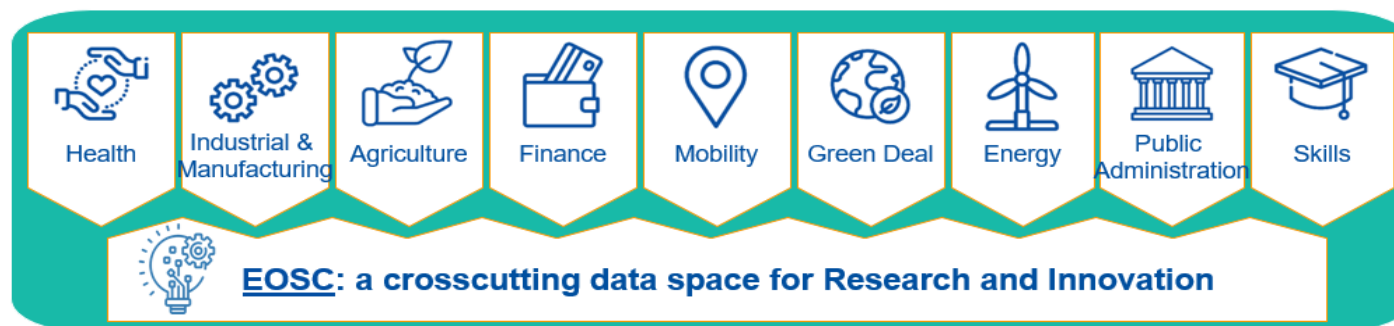 Health
Industrial &
Manufacturing
Agriculture
Finance
Mobility
Green Deal
Energy
Public
Administration
Skills
EOSC: a crosscutting data space for Research and Innovation